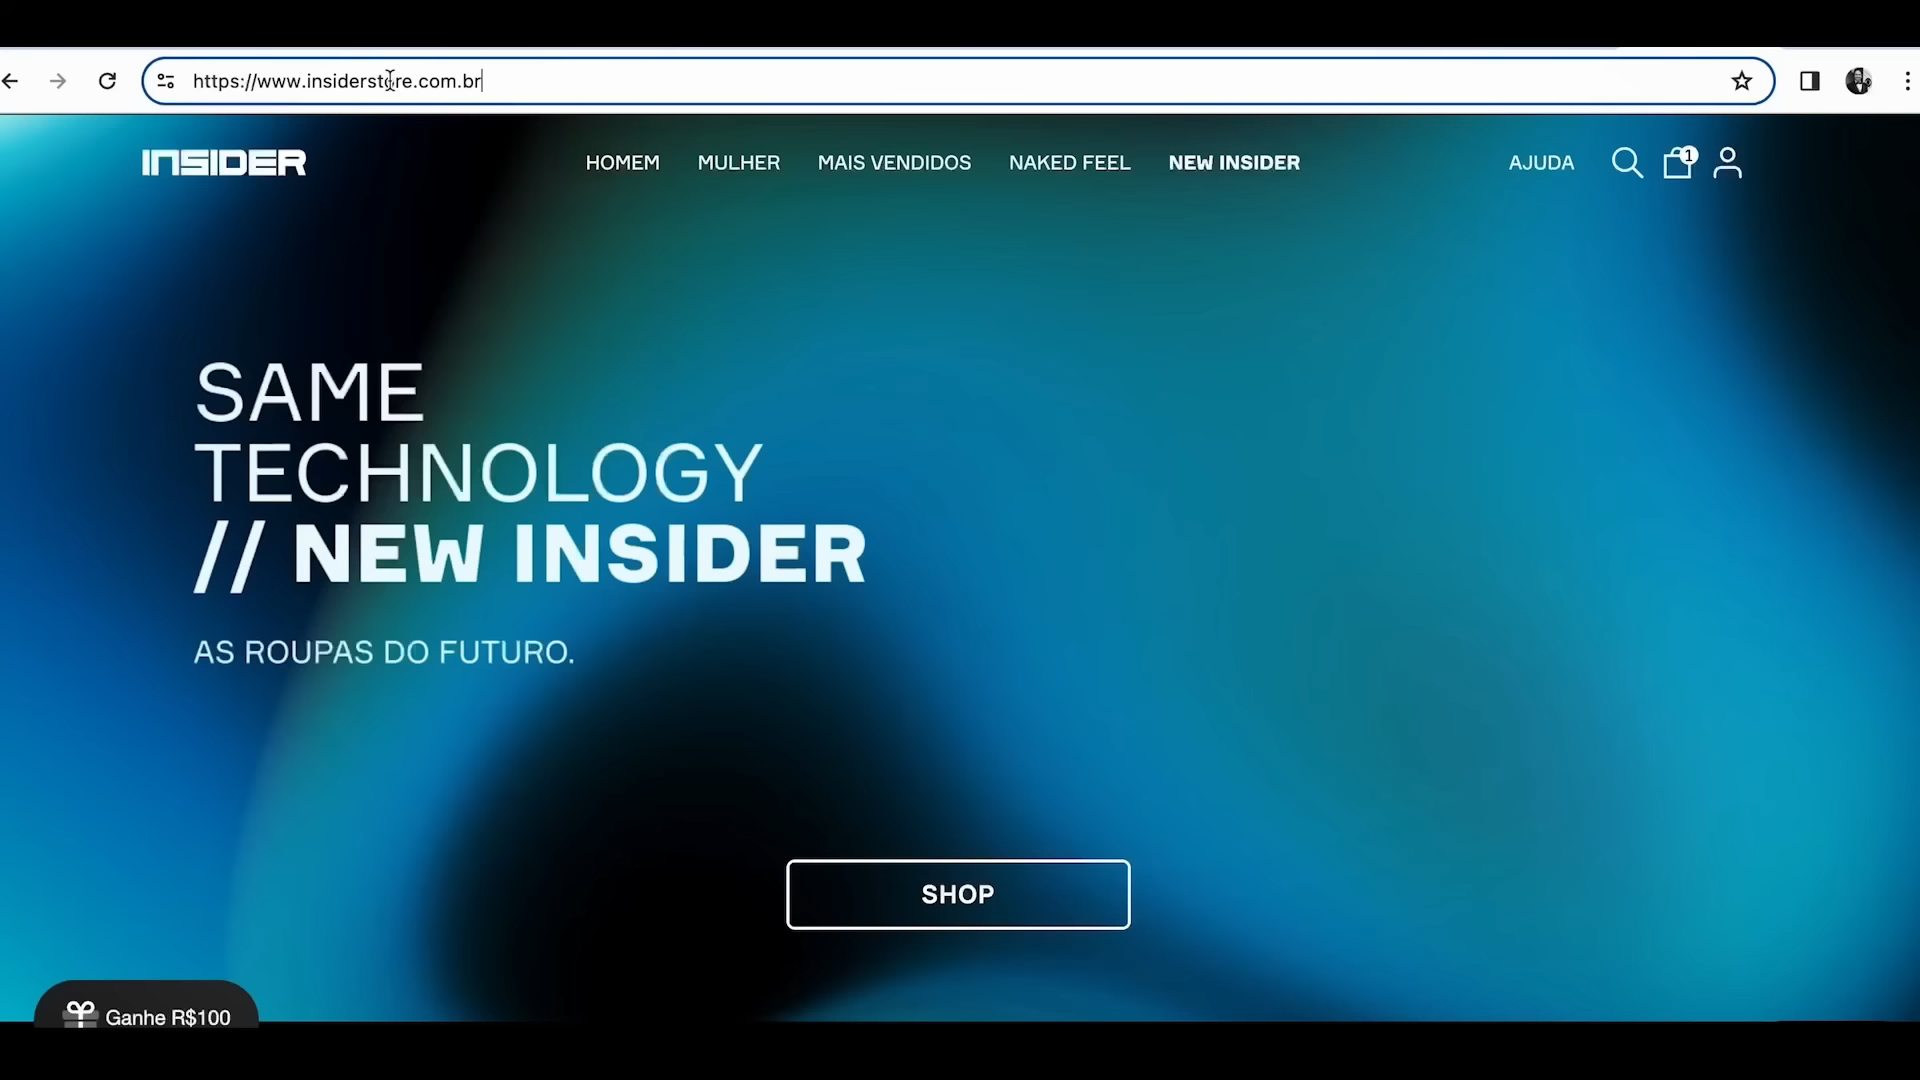 https://www.insiderstore.com.br
INSIDER
HOMEM MULHER MAIS VENDIDOS NAKED FEEL NEW INSIDER AJUDA 1
SAME
TECHNOLOGY
// NEW INSIDER
AS ROUPAS DO FUTURO.
SHOP
Ganhe R$100